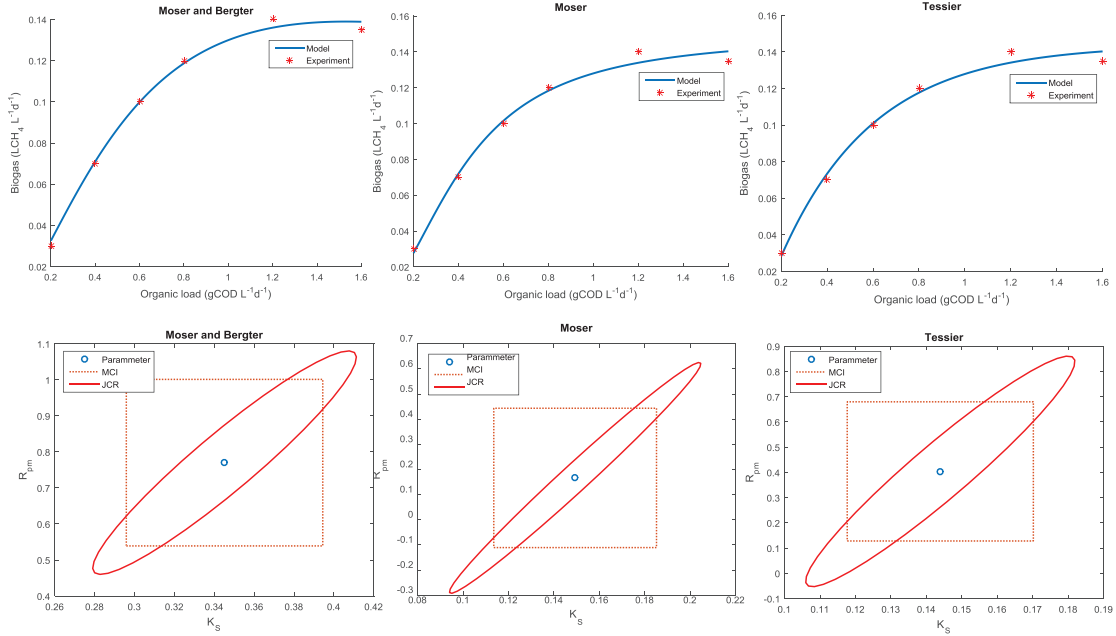 Moser and Bergter
Biogas (LCH4 L-1d-1)
0.14
0.12
0.1
0.08
0.06
0.04
0.02
Model
Experiment
0.2 0.4 0.6 0.8 1 1.2 1.4 1.6
Organic load (gCOD L-1d-1)
Moser
Biogas (LCH4 L-1d-1)
0.16
0.14
0.12
0.1
0.08
0.06
0.04
0.02
Model
Experiment
0.2 0.4 0.6 0.8 1 1.2 1.4 1.6
Organic load (gCOD L-1d-1)
Tessier
Biogas (LCH4 L-1d-1)
0.16
0.14
0.12
0.1
0.08
0.06
0.04
0.02
Model
Experiment
0.2 0.4 0.6 0.8 1 1.2 1.4 1.6
Organic load (gCOD L-1d-1)
Moser and Bergter
Rpm
1.1
1
0.9
0.8
0.7
0.6
0.5
0.4
Parammeter
MCI
JCR
0.26 0.28 0.3 0.32 0.34 0.36 0.38 0.4 0.42
KS
Moser
Rpm
0.7
0.6
0.5
0.4
0.3
0.2
0.1
0
-0.1
-0.2
-0.3
Parammeter
MCI
JCR
0.08 0.1 0.12 0.14 0.16 0.18 0.2 0.22
KS
Tessier
Rpm
0.9
0.8
0.7
0.6
0.5
0.4
0.3
0.2
0.1
0
-0.1
Parammeter
MCI
JCR
0.1 0.11 0.12 0.13 0.14 0.15 0.16 0.17 0.18 0.19
KS